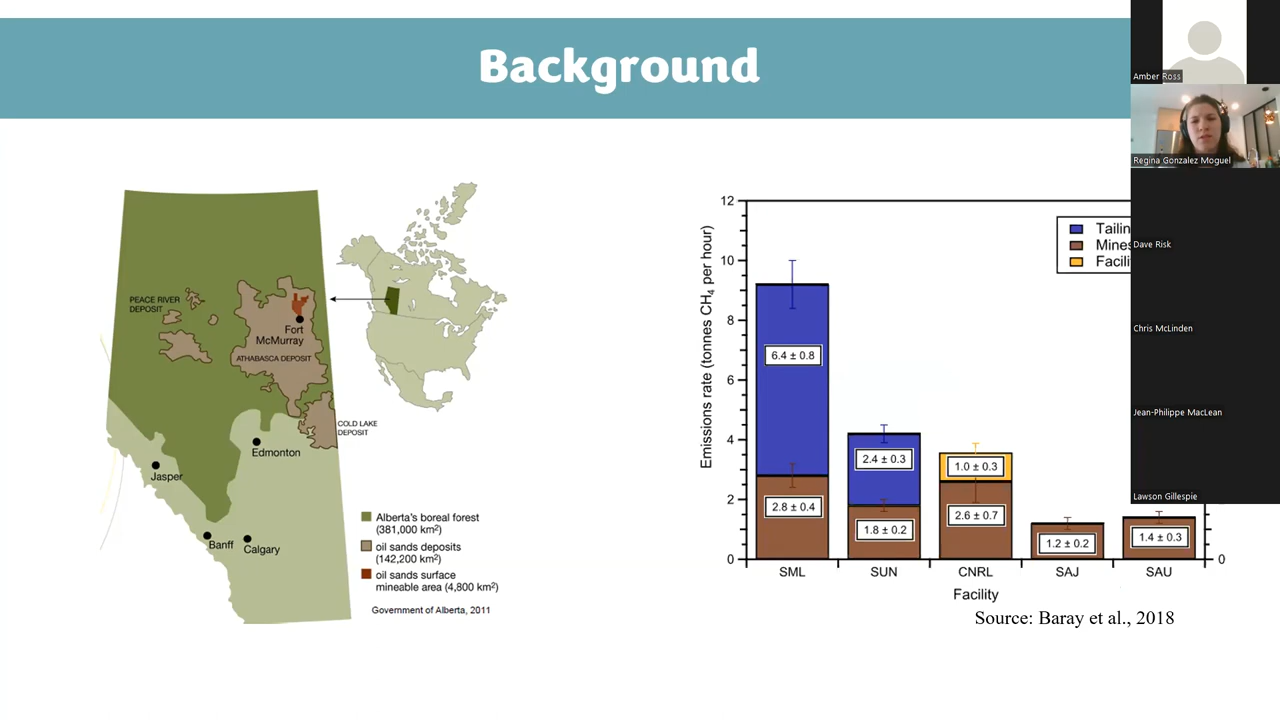 Background
PEACE RIVER
DEPOSIT
Fort
McMurray
ATHABASCA DEPOSIT
COLD LAKE
DEPOSIT
Edmonton
Jasper
Banff
Calgary
Alberta's boreal forest
(381,000 km²)
oil sands deposits
(142,200 km²)
oil sands surface
mineable area (4,800 km²)
Government of Alberta, 2011
Emissions rate (tonnes CH₄ per hour)
12
10
8
6
4
2
0
Tailin
Mines
Facili
6.4 ± 0.8
2.8 ± 0.4
2.4 ± 0.3
1.8 ± 0.2
1.0 ± 0.3
2.6 ± 0.7
1.2 ± 0.2
1.4 ± 0.3
0
SML
SUN
CNRL
SAJ
SAU
Facility
Source: Baray et al., 2018
Amber Ross
Regina Gonzalez Moguel
Dave Risk
Chris McLinden
Jean-Philippe MacLean
Lawson Gillespie